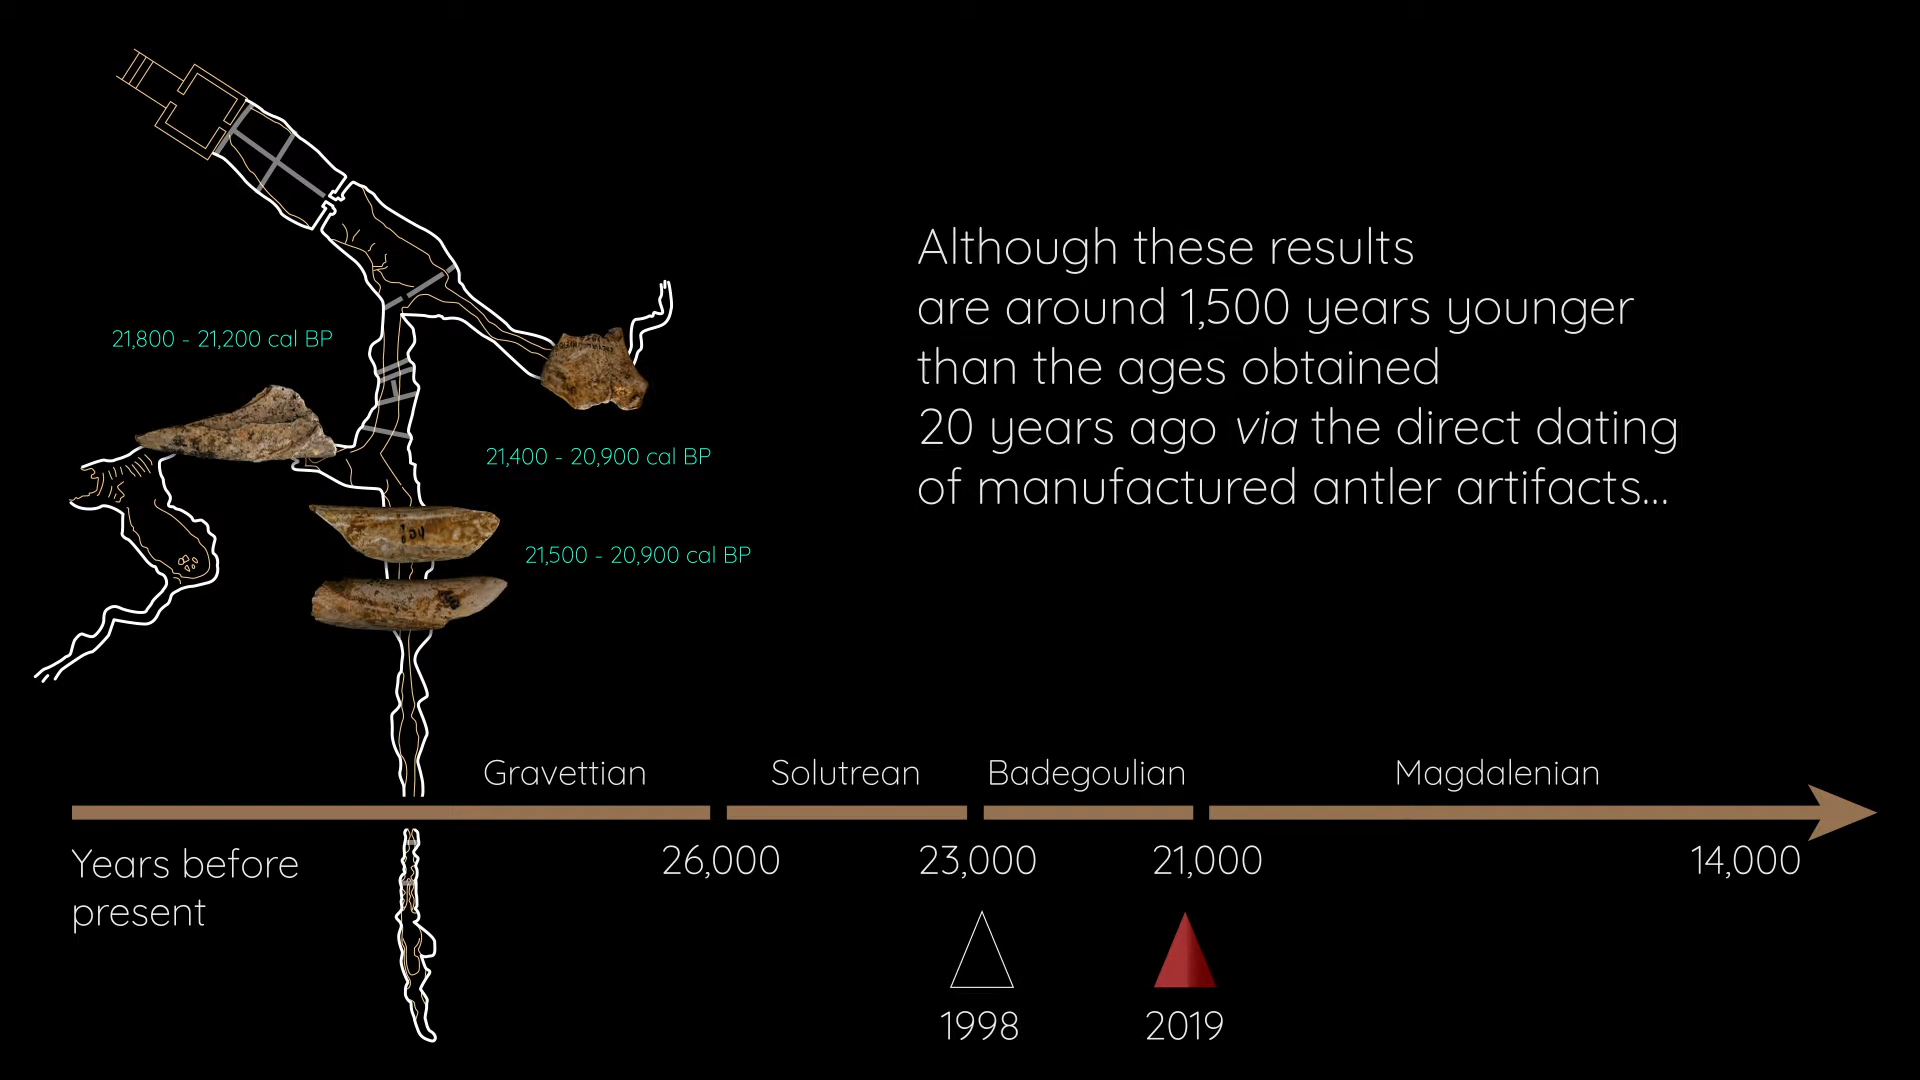 Although these results
are around 1,500 years younger
than the ages obtained
20 years ago via the direct dating
of manufactured antler artifacts...
21,800 - 21,200 cal BP
21,400 - 20,900 cal BP
21,500 - 20,900 cal BP
Gravettian
Solutrean
Badegoulian
Magdalenian
Years before
present
26,000
23,000
21,000
14,000
1998
2019